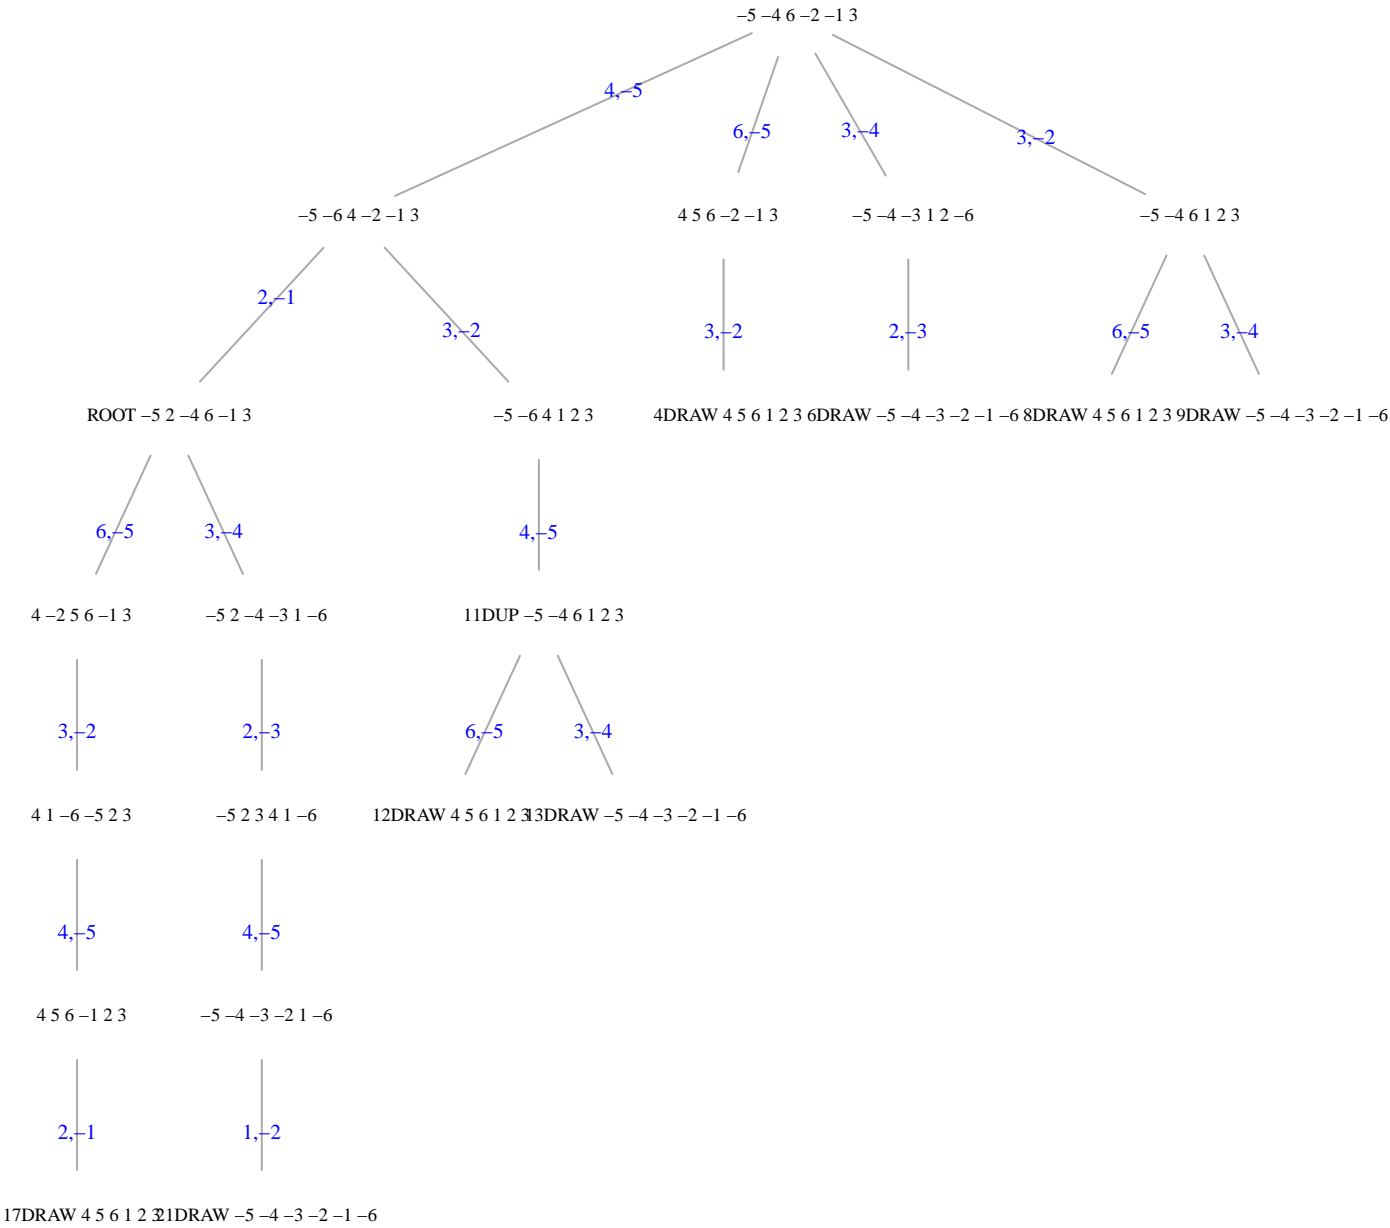 –5 –4 6 –2 –1 3
4,–5
6,–5
3,–4
3,–2
–5 –6 4 –2 –1 3
4 5 6 –2 –1 3
–5 –4 –3 1 2 –6
–5 –4 6 1 2 3
2,–1
3,–2
3,–2
2,–3
6,–5
3,–4
ROOT –5 2 –4 6 –1 3
–5 –6 4 1 2 3
4DRAW 4 5 6 1 2 3
6DRAW –5 –4 –3 –2 –1 –6
8DRAW 4 5 6 1 2 3
9DRAW –5 –4 –3 –2 –1 –6
6,–5
3,–4
4,–5
4 –2 5 6 –1 3
–5 2 –4 –3 1 –6
11DUP –5 –4 6 1 2 3
3,–2
2,–3
6,–5
3,–4
4 1 –6 –5 2 3
–5 2 3 4 1 –6
12DRAW 4 5 6 1 2 3
13DRAW –5 –4 –3 –2 –1 –6
4,–5
4,–5
4 5 6 –1 2 3
–5 –4 –3 –2 1 –6
2,–1
1,–2
17DRAW 4 5 6 1 2 3
21DRAW –5 –4 –3 –2 –1 –6